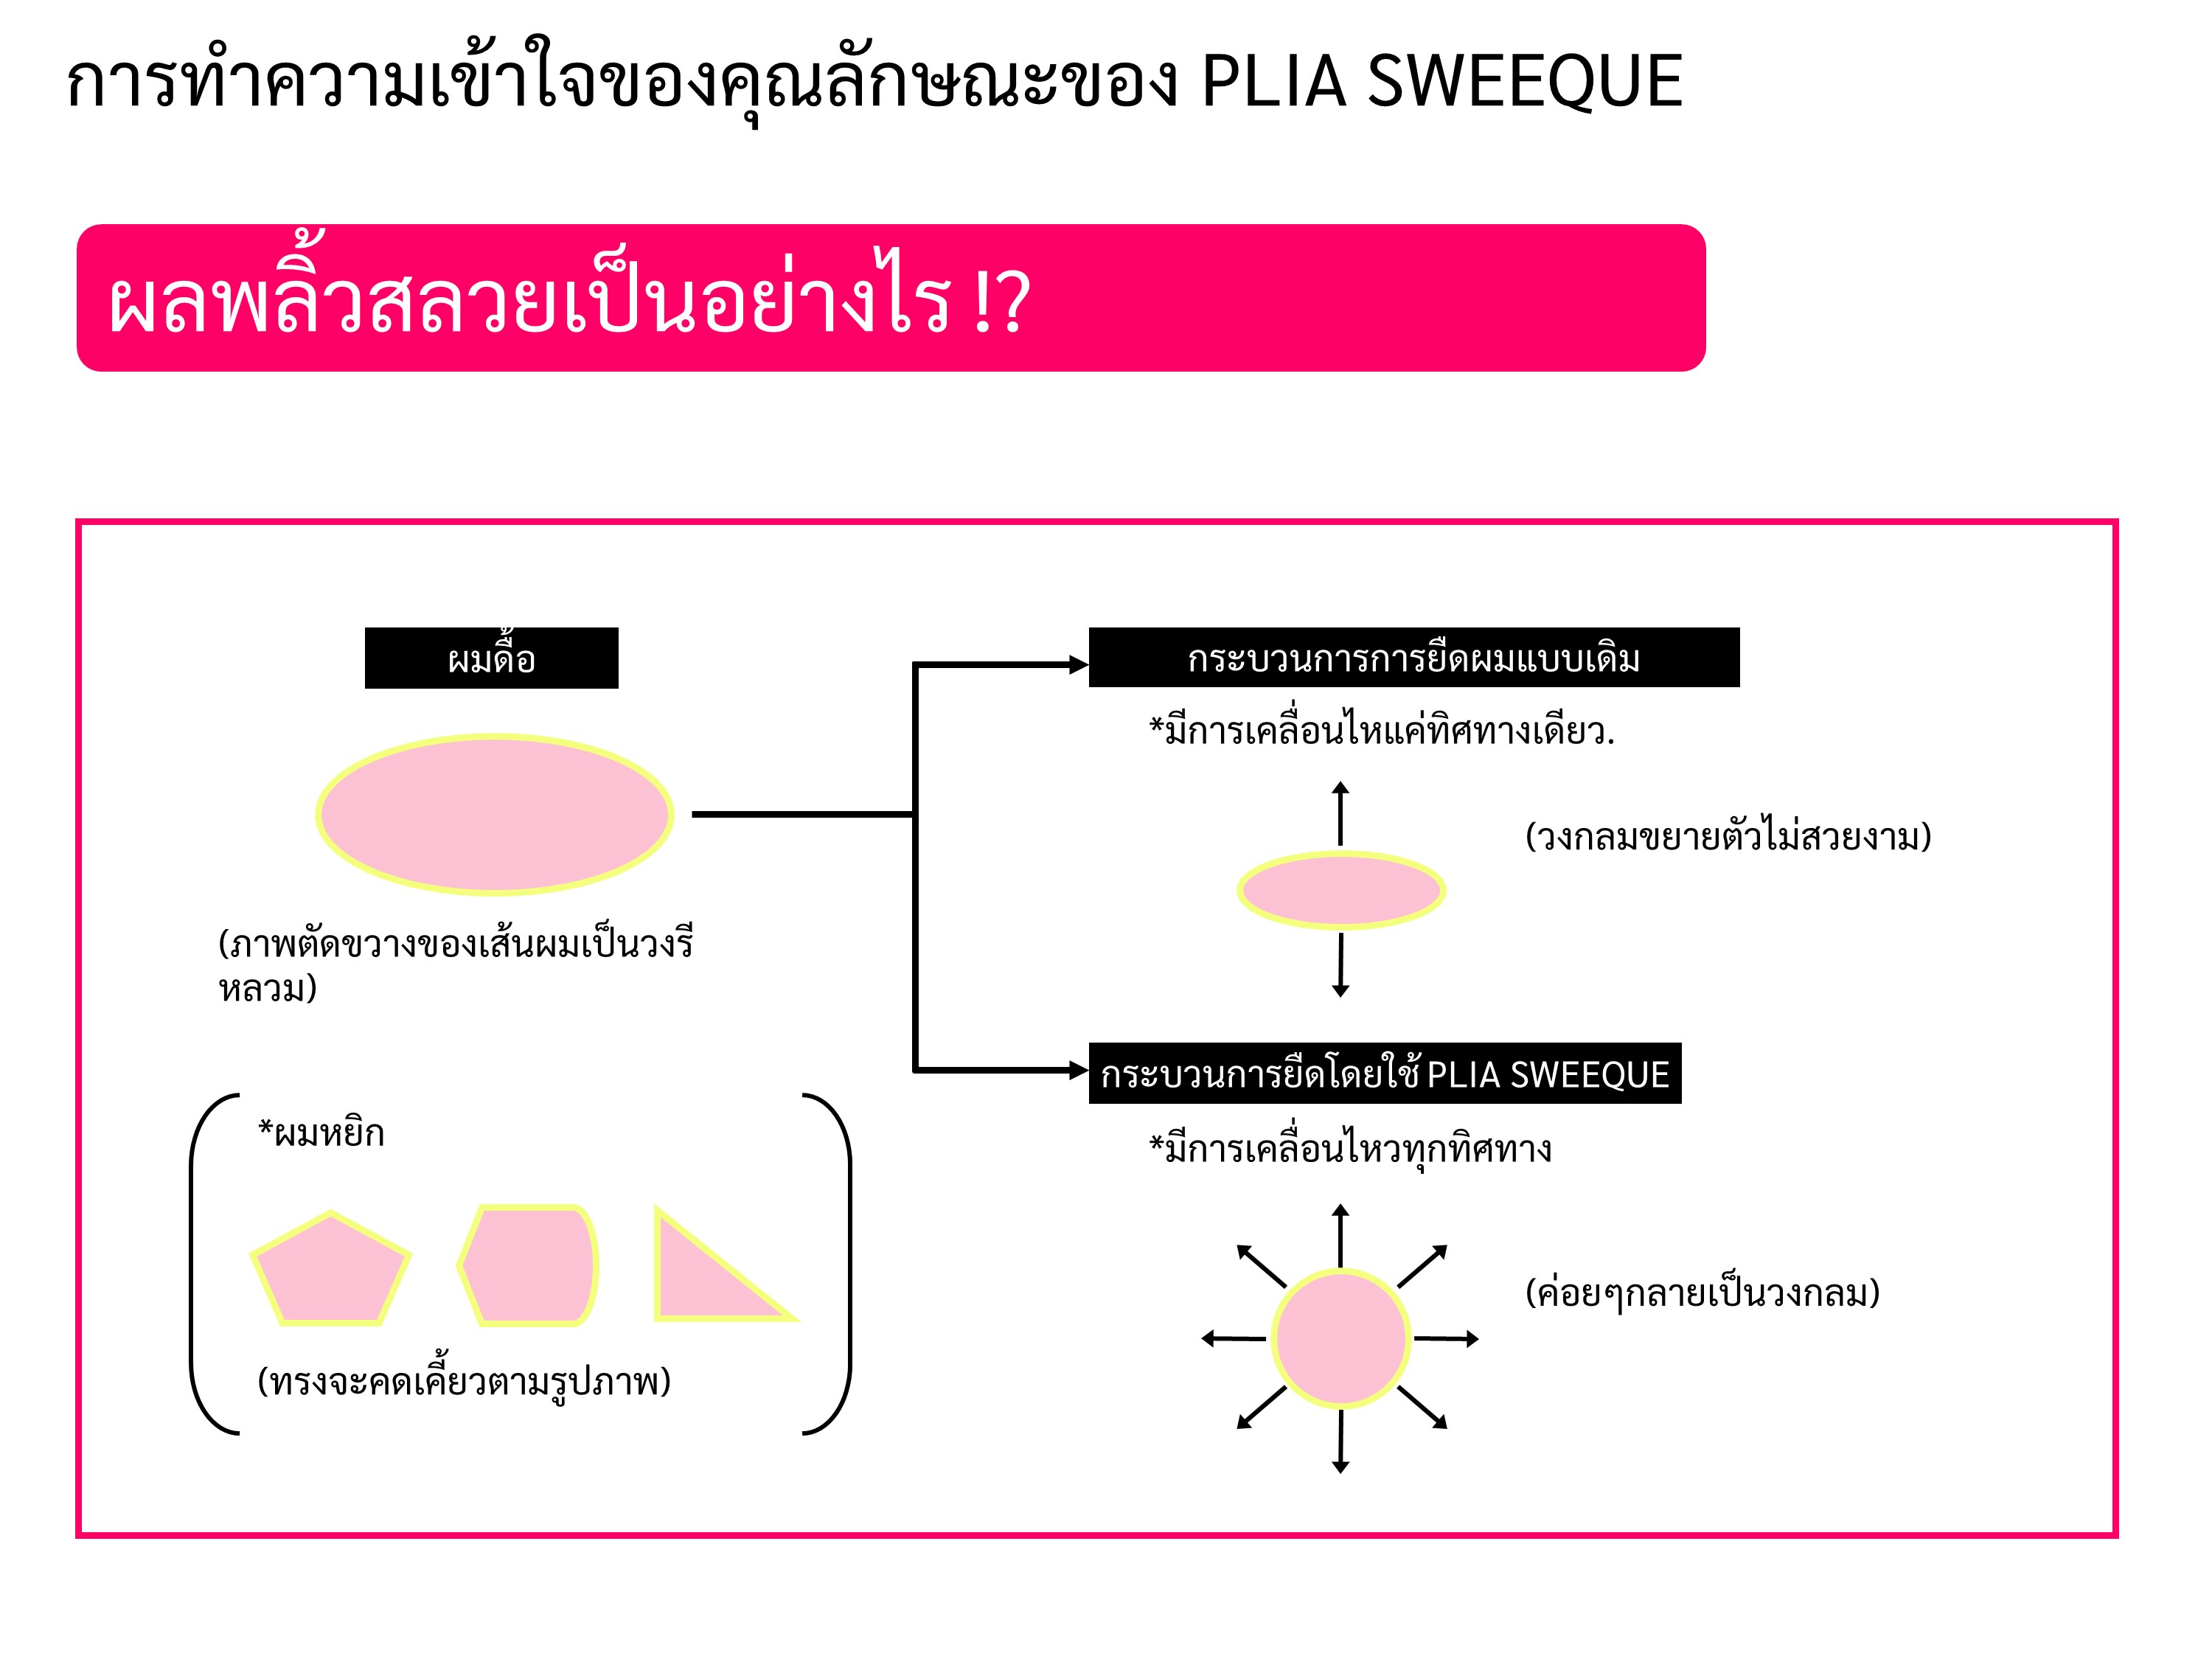 การทำความเข้าใจของคุณลักษณะของ PLIA SWEEQUE
ผลพลิ้วสลวยเป็นอย่างไร !?
ผมดื้อ
(ภาพตัดขวางของเส้นผมเป็นวงรี
หลวม)
*ผมหยิก
(ทรงจะคดเคี้ยวตามรูปภาพ)
กระบวนการการยืดผมแบบเดิม
*มีการเคลื่อนไหแค่ทิศทางเดียว.
(วงกลมขยายตัวไม่สวยงาม)
กระบวนการยืดโดยใช้ PLIA SWEEQUE
*มีการเคลื่อนไหวทุกทิศทาง
(ค่อยๆกลายเป็นวงกลม)